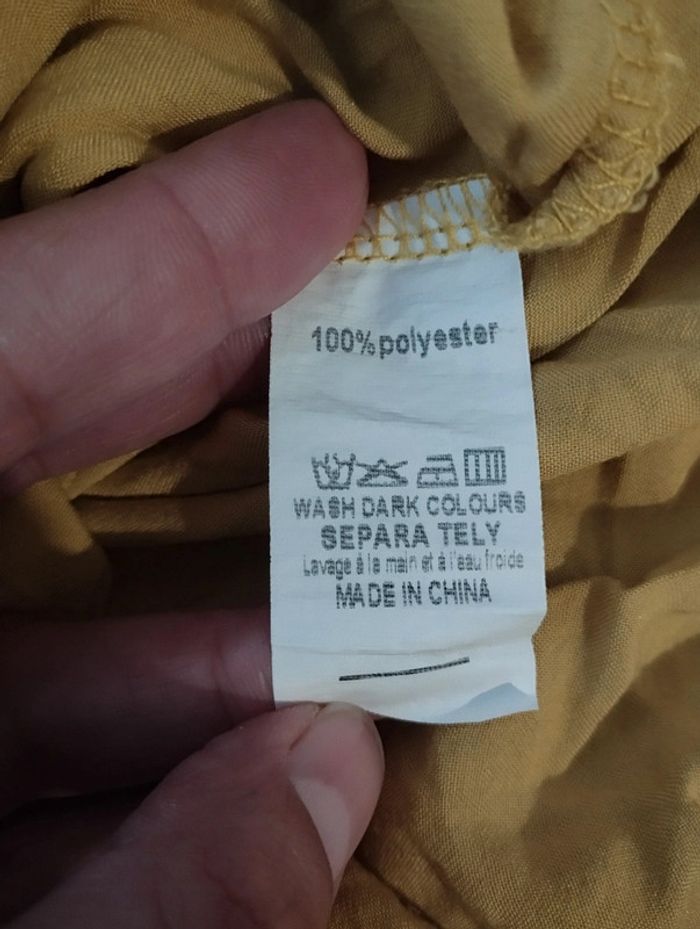 100%polyester
WASH DARK COLOURS
SEPARA TELY
Lavage à la main et à l'eau froide
MADE IN CHINA